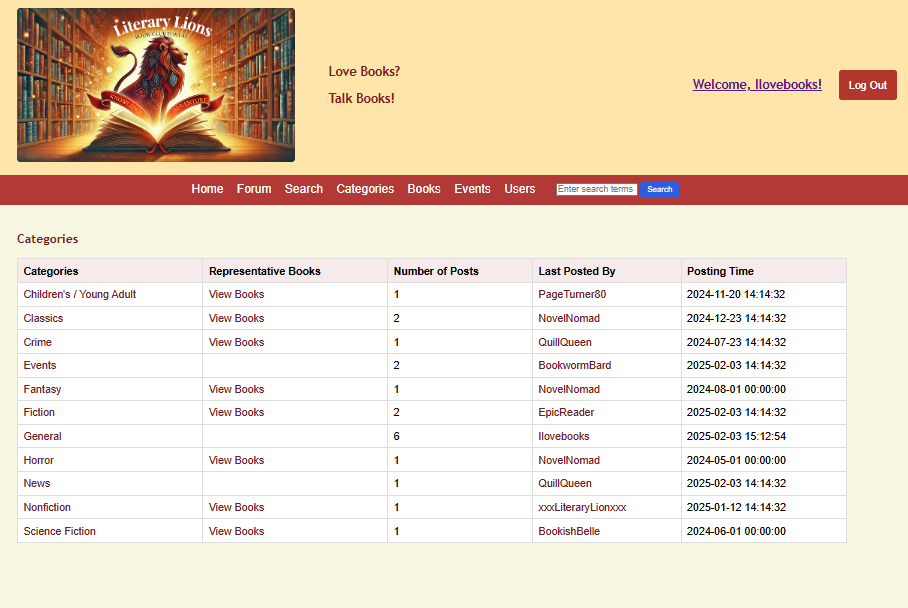 Literary Lions
BOOK CLUB PORTAL
KNOWLEDGE
ADVENTURE
Love Books?
Talk Books!
Welcome, Ilovebooks!
Log Out
Home Forum Search Categories Books Events Users Enter search terms Search
Categories
Categories Representative Books Number of Posts Last Posted By Posting Time
Children's / Young Adult View Books 1 PageTurner80 2024-11-20 14:14:32
Classics View Books 2 NovelNomad 2024-12-23 14:14:32
Crime View Books 1 QuillQueen 2024-07-23 14:14:32
Events 2 BookwormBard 2025-02-03 14:14:32
Fantasy View Books 1 NovelNomad 2024-08-01 00:00:00
Fiction View Books 2 EpicReader 2025-02-03 14:14:32
General 6 Ilovebooks 2025-02-03 15:12:54
Horror View Books 1 NovelNomad 2024-05-01 00:00:00
News 1 QuillQueen 2025-02-03 14:14:32
Nonfiction View Books 1 xxxLiteraryLionxxx 2025-01-12 14:14:32
Science Fiction View Books 1 BookishBelle 2024-06-01 00:00:00